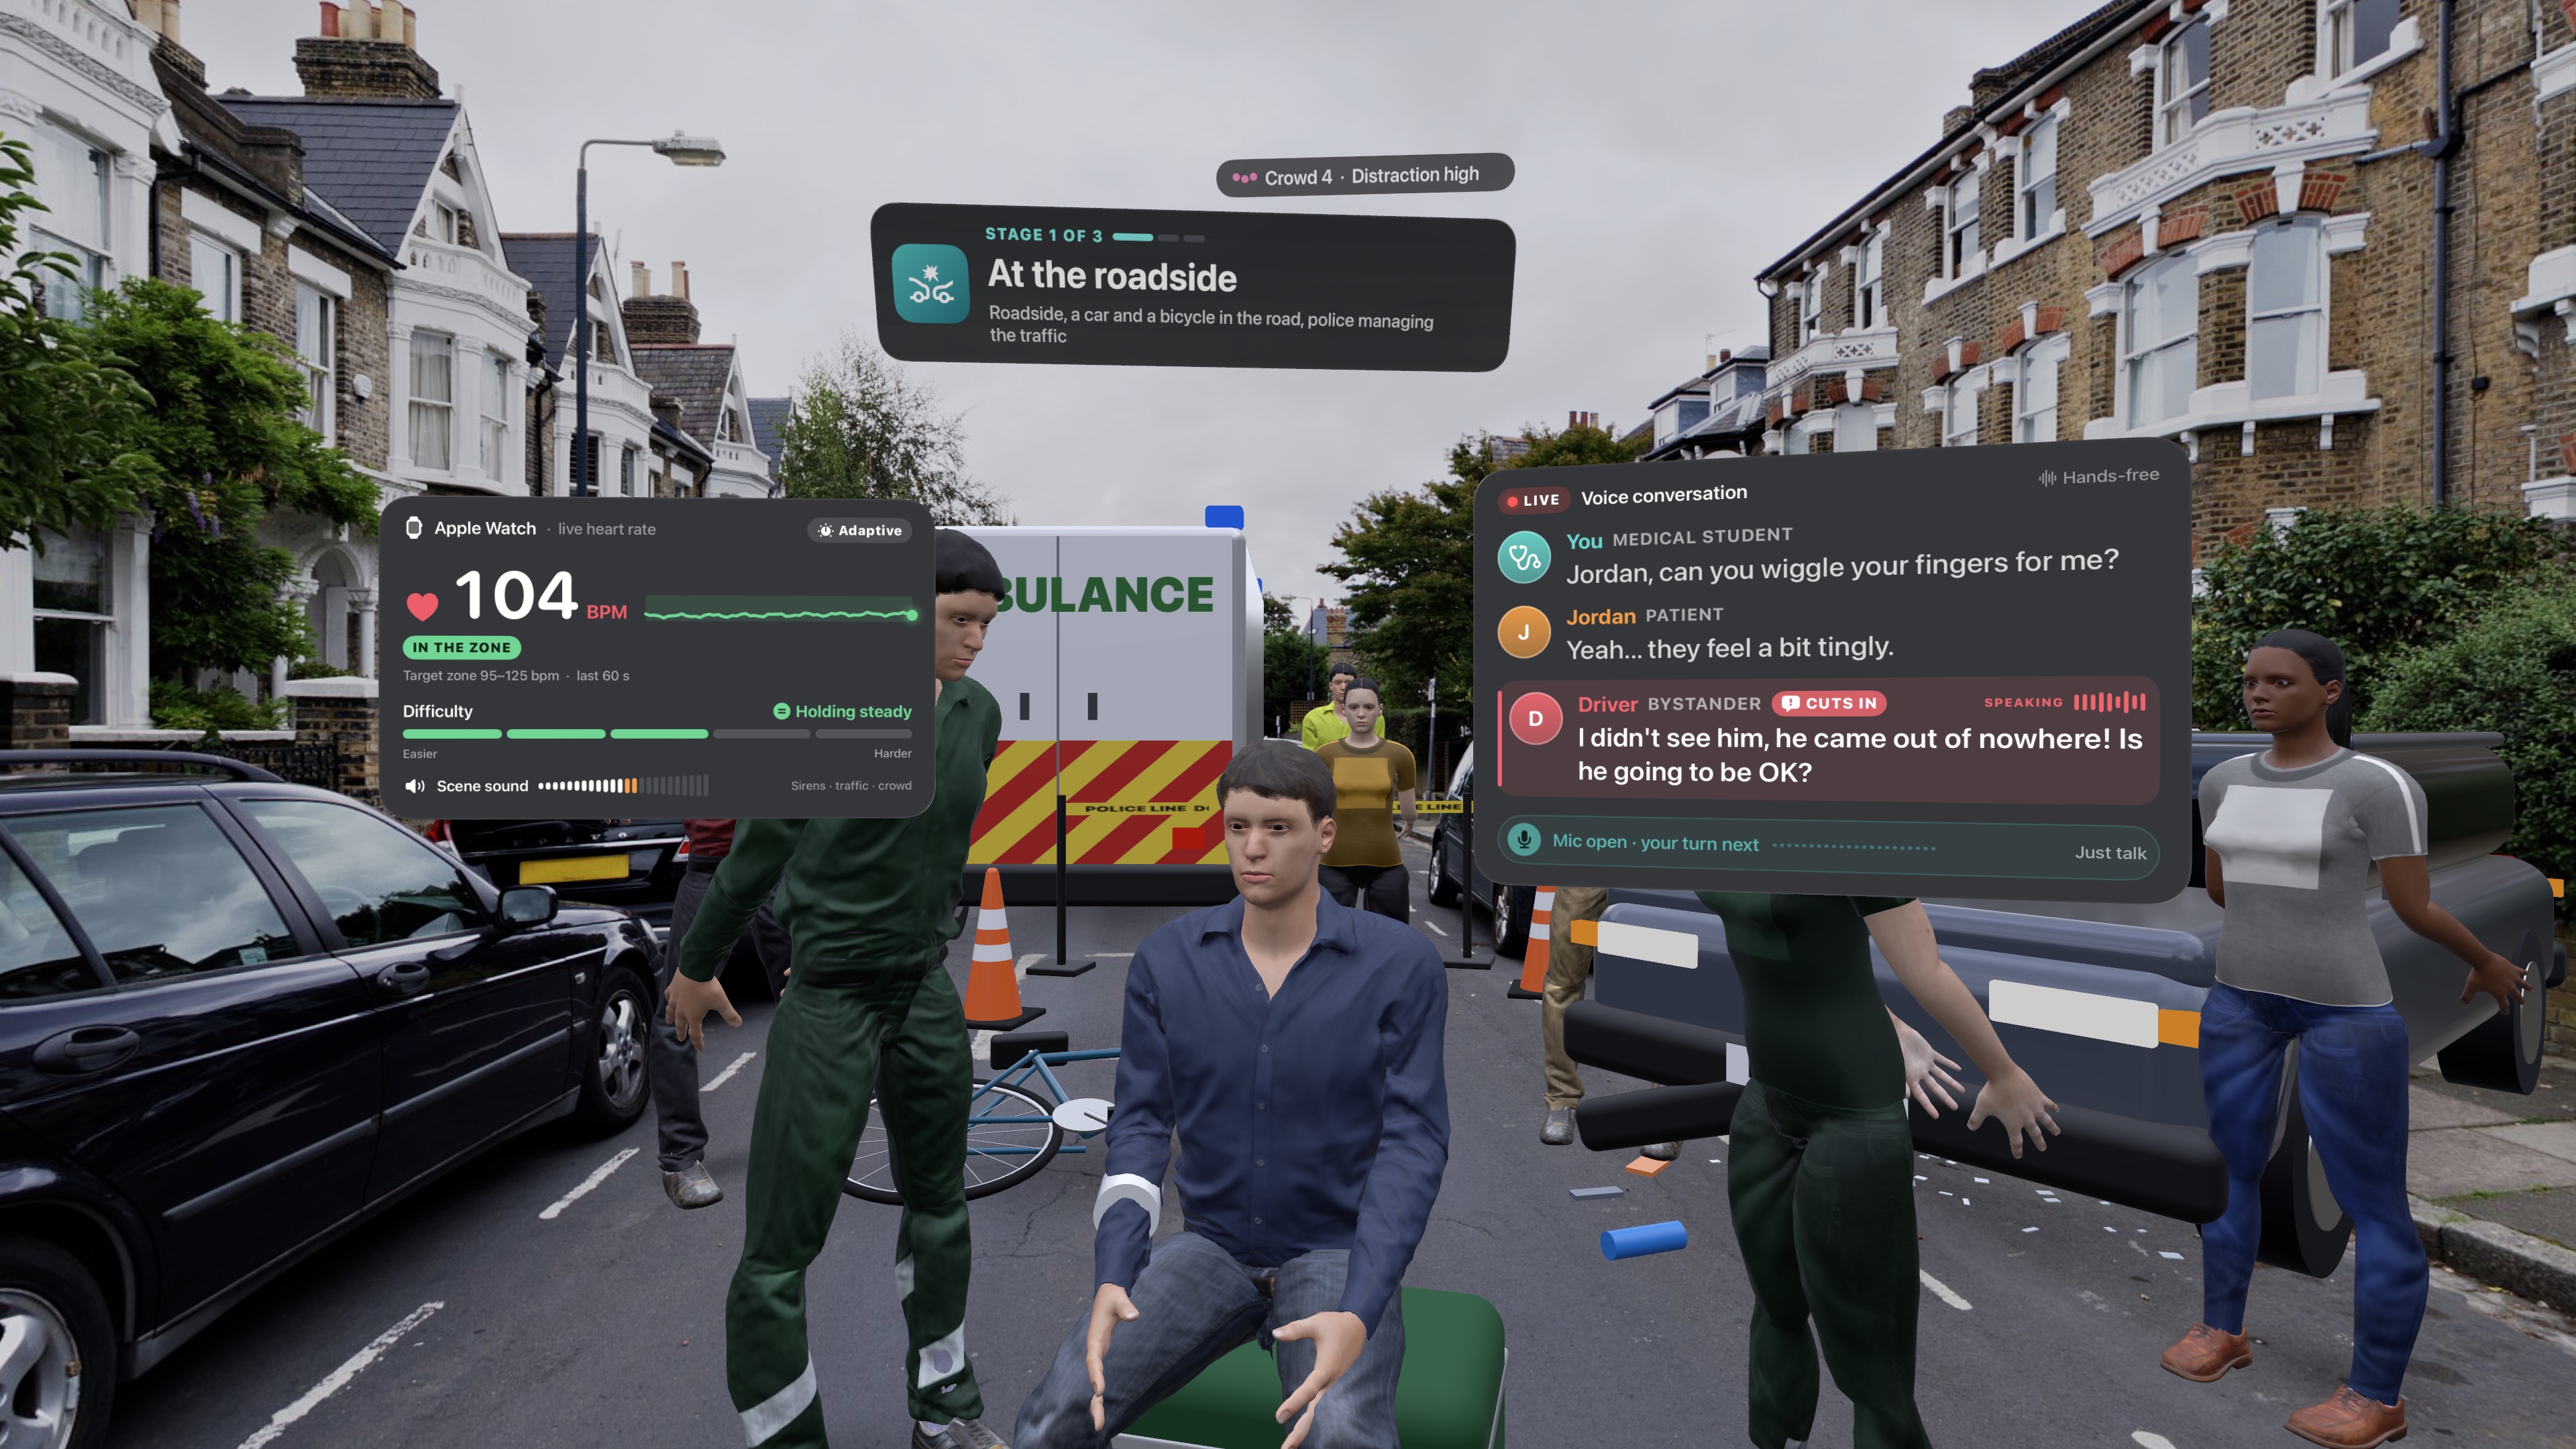 Crowd 4 · Distraction high
STAGE 1 OF 3
At the roadside
Roadside, a car and a bicycle in the road, police managing
the traffic
Apple Watch · live heart rate
Adaptive
104 BPM
IN THE ZONE
Target zone 95–125 bpm · last 60 s
Difficulty
Holding steady
Easier
Harder
Scene sound
Sirens · traffic · crowd
BULANCE
POLICE LINE
LINE
LIVE Voice conversation
Hands-free
You MEDICAL STUDENT
Jordan, can you wiggle your fingers for me?
J
Jordan PATIENT
Yeah... they feel a bit tingly.
D
Driver BYSTANDER CUTS IN
SPEAKING
I didn't see him, he came out of nowhere! Is
he going to be OK?
Mic open · your turn next
Just talk